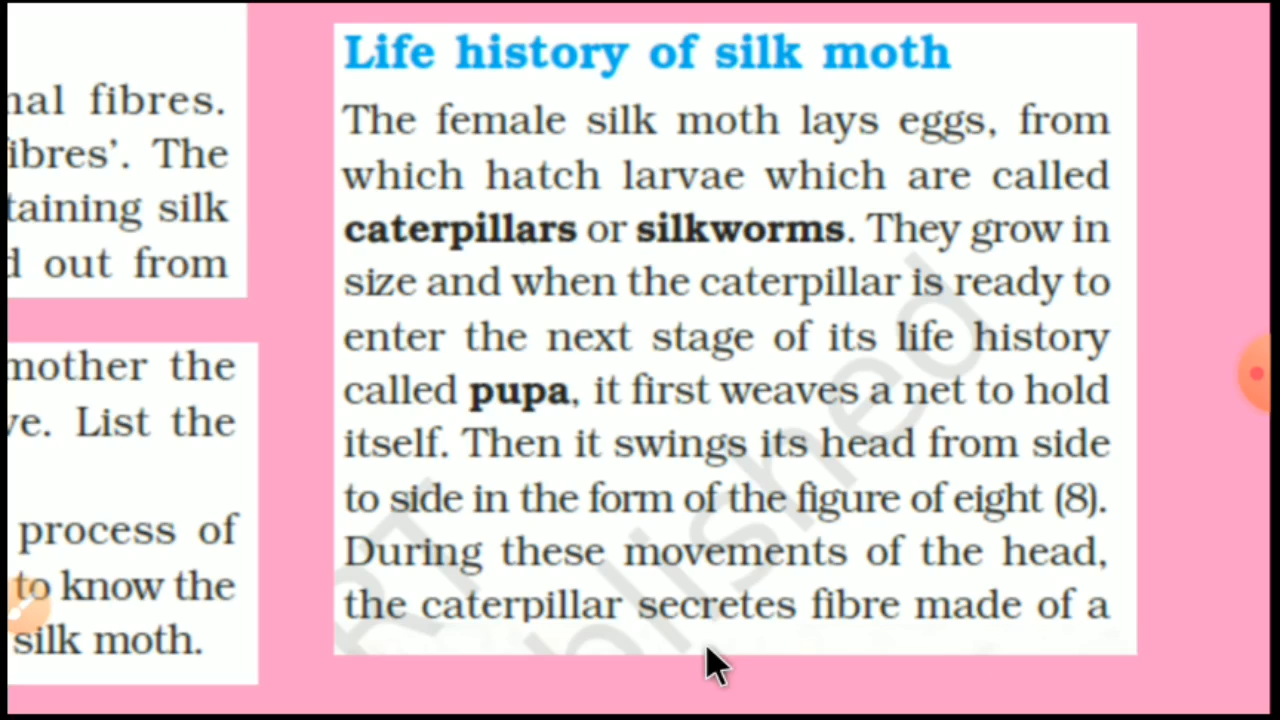 fibres.
The
silk
out from
mother the
List the
process of
to know the
silk moth.
Life history of silk moth
The female silk moth lays eggs, from
which hatch larvae which are called
caterpillars or silkworms. They grow in
size and when the caterpillar is ready to
enter the next stage of its life history
called pupa, it first weaves a net to hold
itself. Then it swings its head from side
to side in the form of the figure of eight (8).
During these movements of the head,
the caterpillar secretes fibre made of a